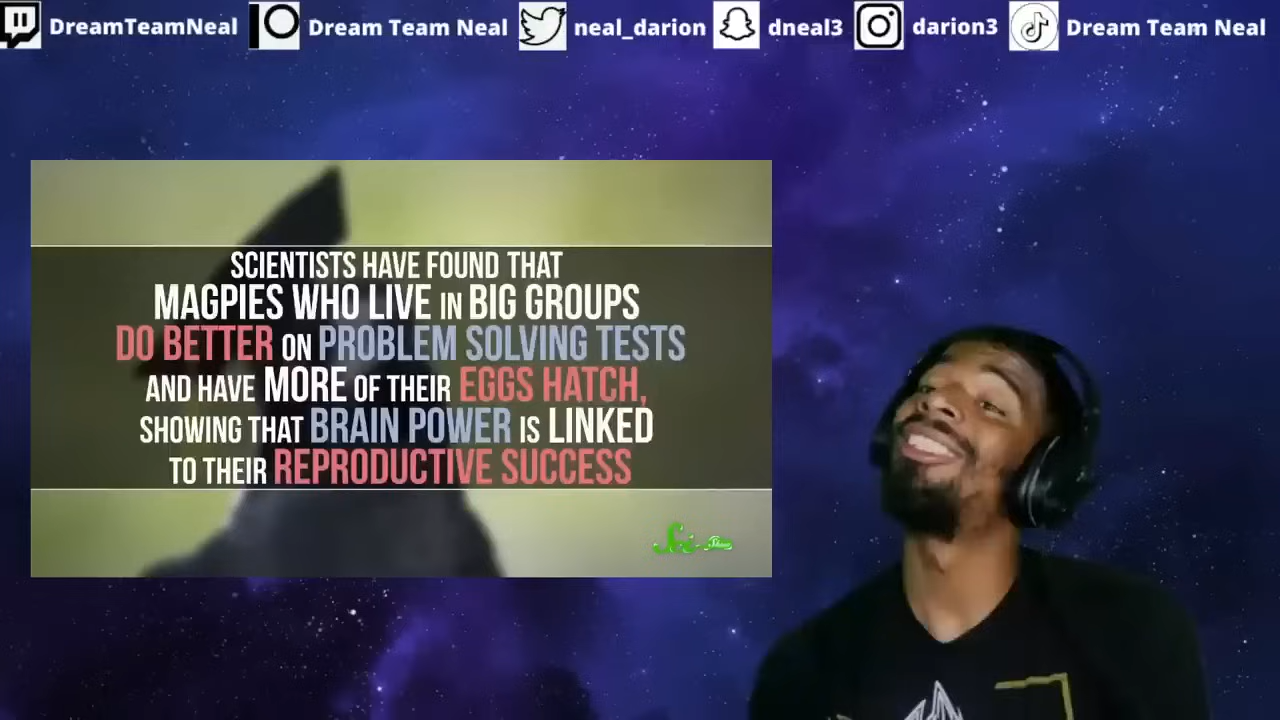 DreamTeamNeal Dream Team Neal neal_darion dneal3 darion3 Dream Team Neal
SCIENTISTS HAVE FOUND THAT
MAGPIES WHO LIVE IN BIG GROUPS
DO BETTER ON PROBLEM SOLVING TESTS
AND HAVE MORE OF THEIR EGGS HATCH,
SHOWING THAT BRAIN POWER IS LINKED
TO THEIR REPRODUCTIVE SUCCESS
Sci Show